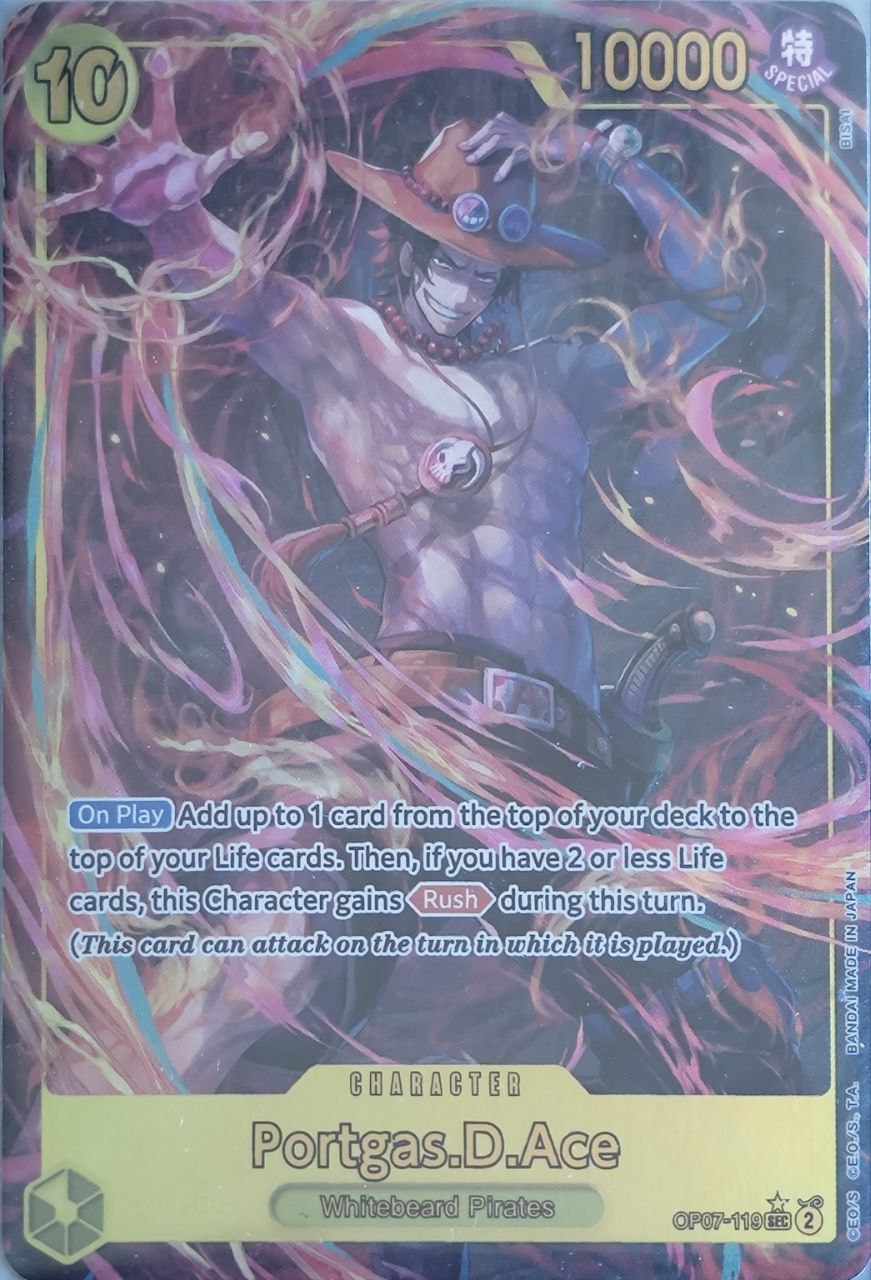 10
10000
特
SPECIAL
BISAI
On Play Add up to 1 card from the top of your deck to the
top of your Life cards. Then, if you have 2 or less Life
cards, this Character gains Rush during this turn.
(This card can attack on the turn in which it is played.)
CHARACTER
Portgas.D.Ace
Whitebeard Pirates
OP07-119 SEC 2
©EO/S ©E.O./S., T.A. BANDAI MADE IN JAPAN
A